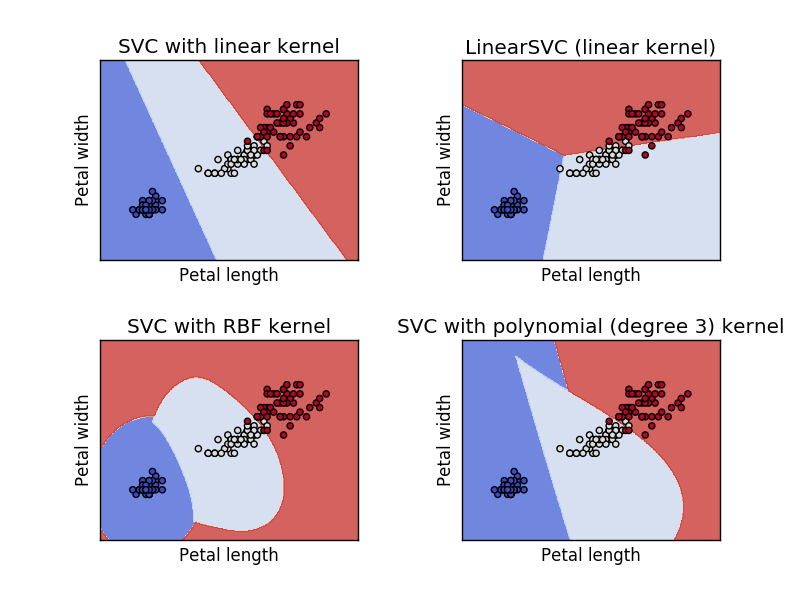 SVC with linear kernel
Petal width
Petal length
LinearSVC (linear kernel)
Petal width
Petal length
SVC with RBF kernel
Petal width
Petal length
SVC with polynomial (degree 3) kernel
Petal width
Petal length